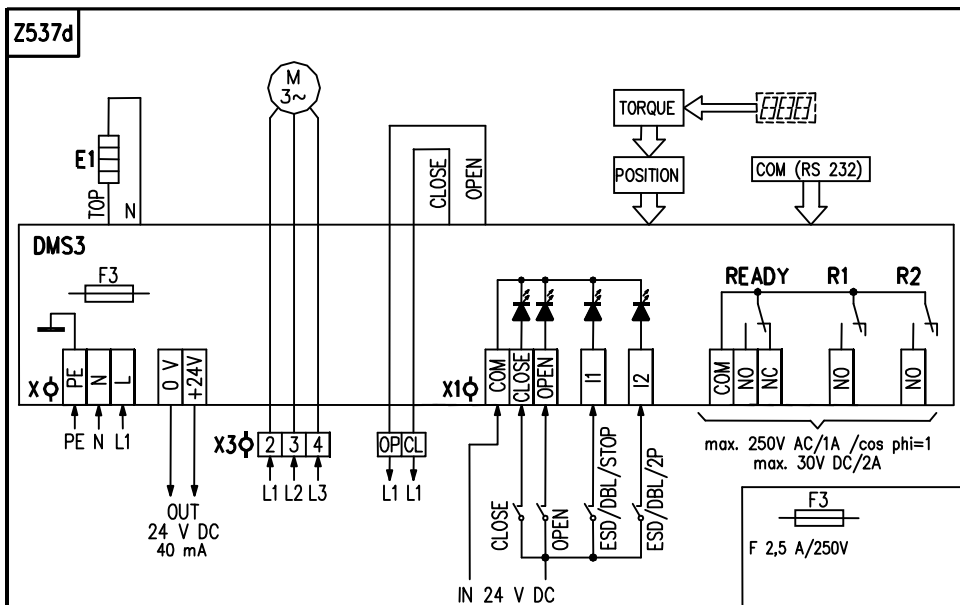 Z537d
M
3~
E1
TOP
N
CLOSE
OPEN
TORQUE
POSITION
COM (RS 232)
DMS3
F3
READY
R1
R2
X
PE
N
L
0 V
+24V
X1
COM
CLOSE
OPEN
I1
I2
COM
NO
NC
NO
NO
PE N L1
X3
2 3 4
OP CL
L1 L2 L3
L1 L1
OUT
24 V DC
40 mA
CLOSE
OPEN
ESD/DBL/STOP
ESD/DBL/2P
IN 24 V DC
max. 250V AC/1A /cos phi=1
max. 30V DC/2A
F3
F 2,5 A/250V